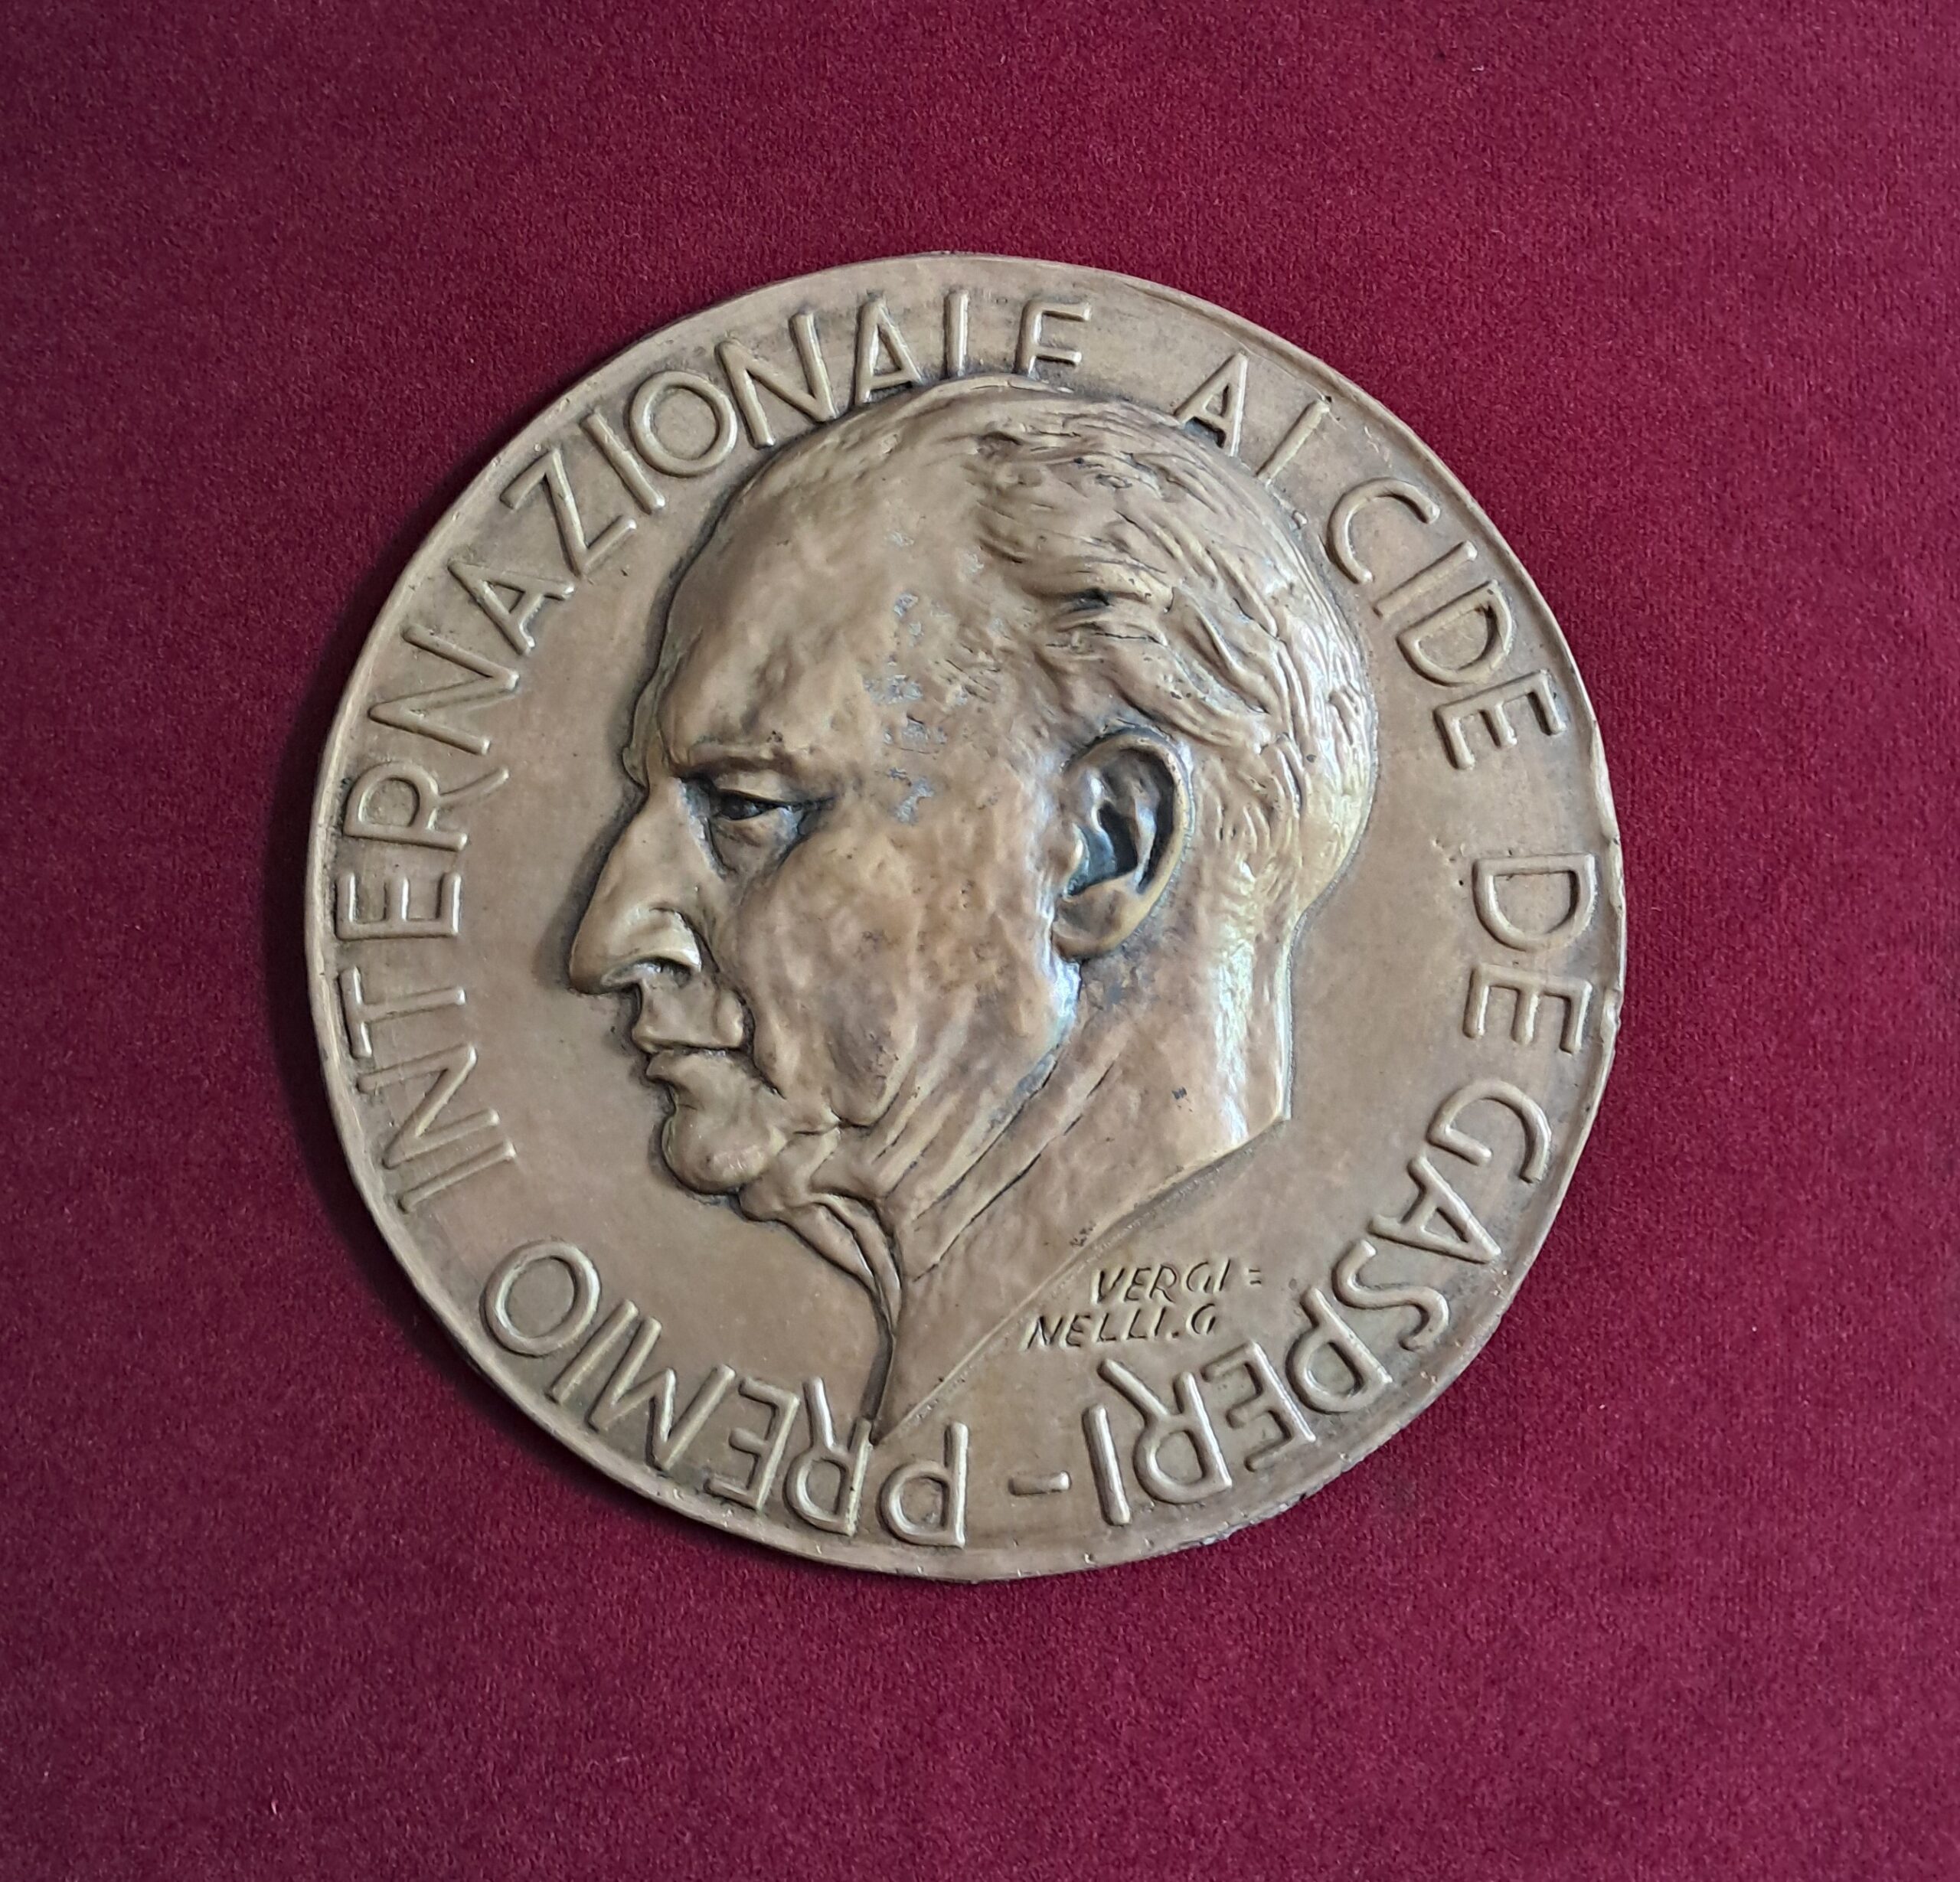 PREMIO INTERNAZIONALE ALCIDE DE GASPERI -
VERGI=
NELLI.G